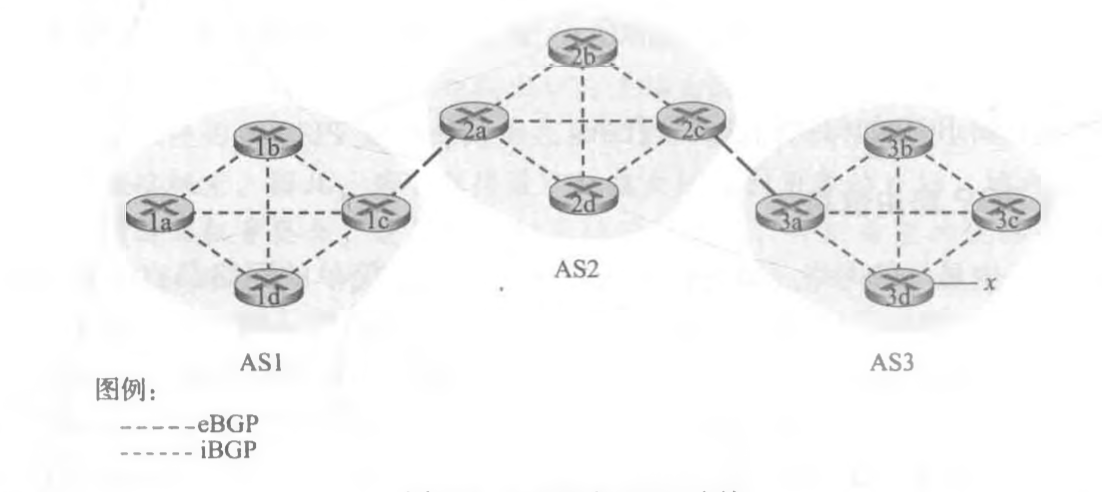 2b
2a
2c
1b
3b
1a
1c
2d
3a
3c
AS2
1d
3d
x
AS1
AS3
图例：
eBGP
iBGP